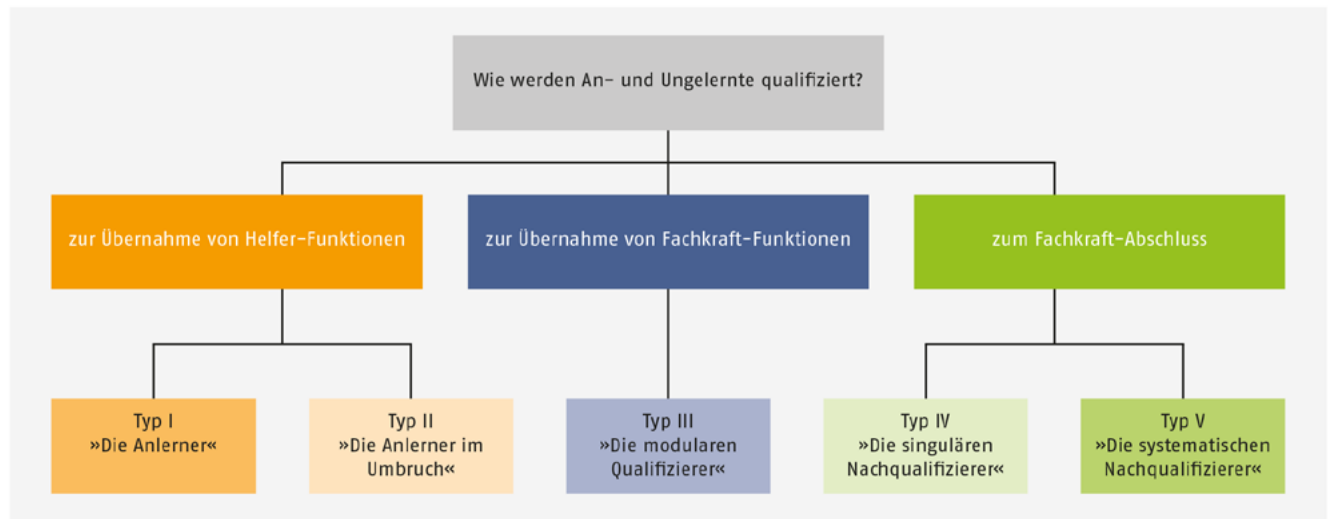 Wie werden An- und Ungelernte qualifiziert?
zur Übernahme von Helfer-Funktionen
zur Übernahme von Fachkraft-Funktionen
zum Fachkraft-Abschluss
Typ I
»Die Anlerner«
Typ II
»Die Anlerner im
Umbruch«
Typ III
»Die modularen
Qualifizierer«
Typ IV
»Die singulären
Nachqualifizierer«
Typ V
»Die systematischen
Nachqualifizierer«